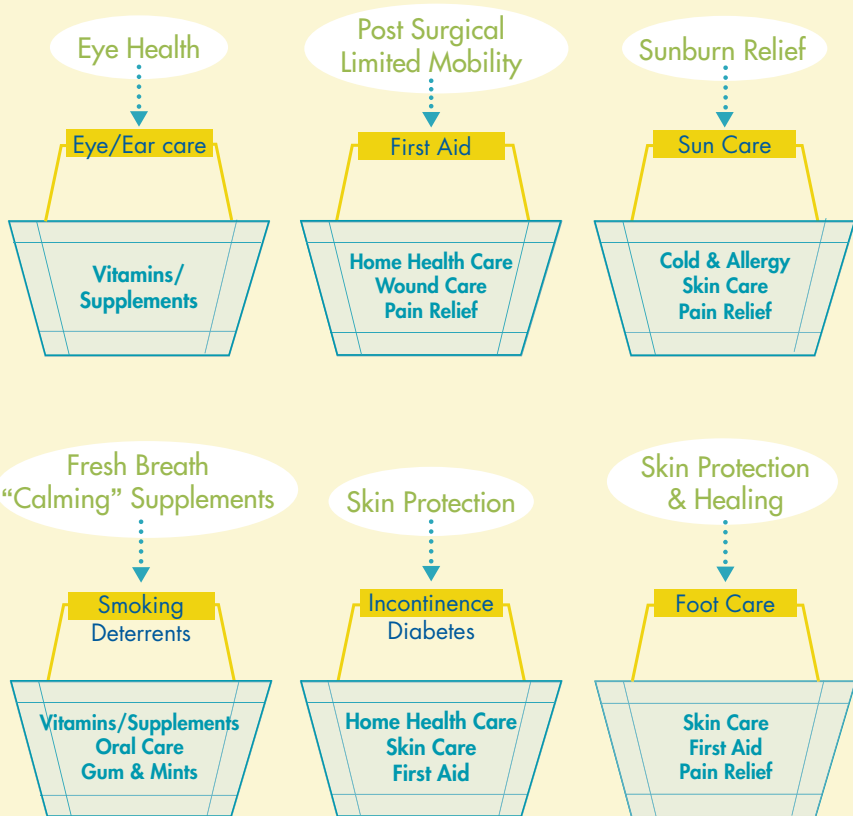 Eye Health
Eye/Ear care
Vitamins/
Supplements
Post Surgical
Limited Mobility
First Aid
Home Health Care
Wound Care
Pain Relief
Sunburn Relief
Sun Care
Cold & Allergy
Skin Care
Pain Relief
Fresh Breath
“Calming” Supplements
Smoking
Deterrents
Vitamins/Supplements
Oral Care
Gum & Mints
Skin Protection
Incontinence
Diabetes
Home Health Care
Skin Care
First Aid
Skin Protection
& Healing
Foot Care
Skin Care
First Aid
Pain Relief